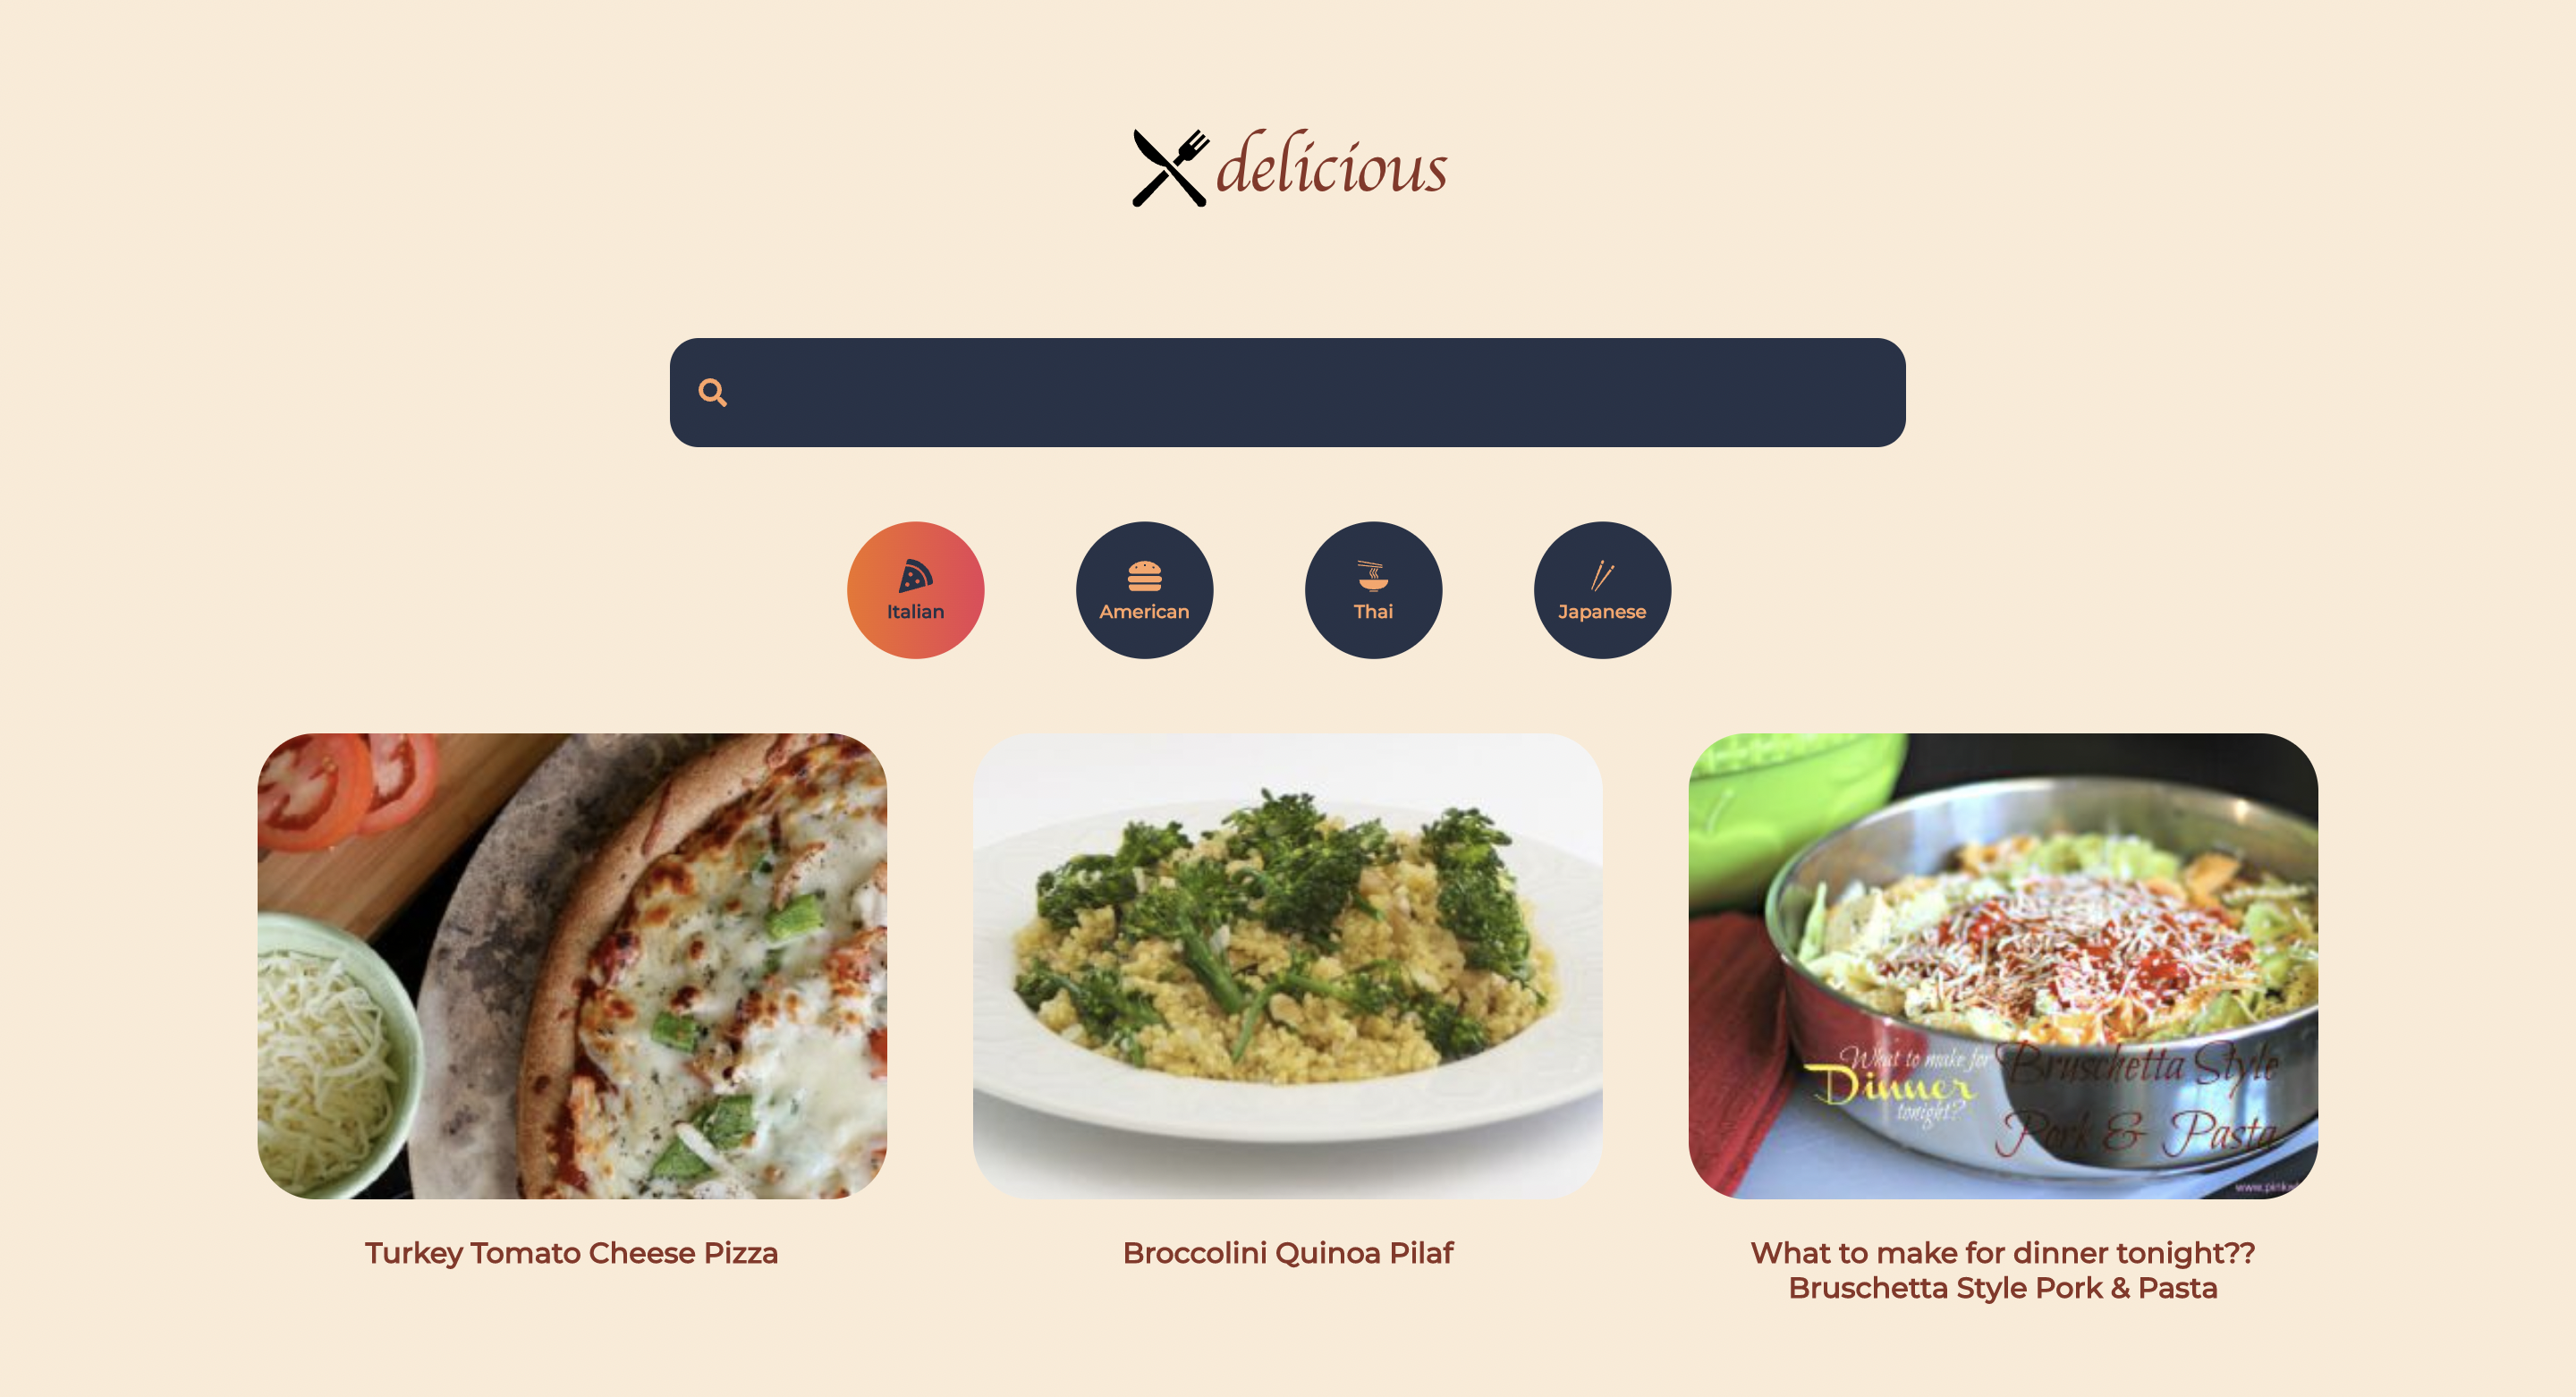 delicious
Italian
American
Thai
Japanese
What to make for
Dinner
tonight?
Bruschetta Style
Pork & Pasta
Turkey Tomato Cheese Pizza
Broccolini Quinoa Pilaf
What to make for dinner tonight??
Bruschetta Style Pork & Pasta